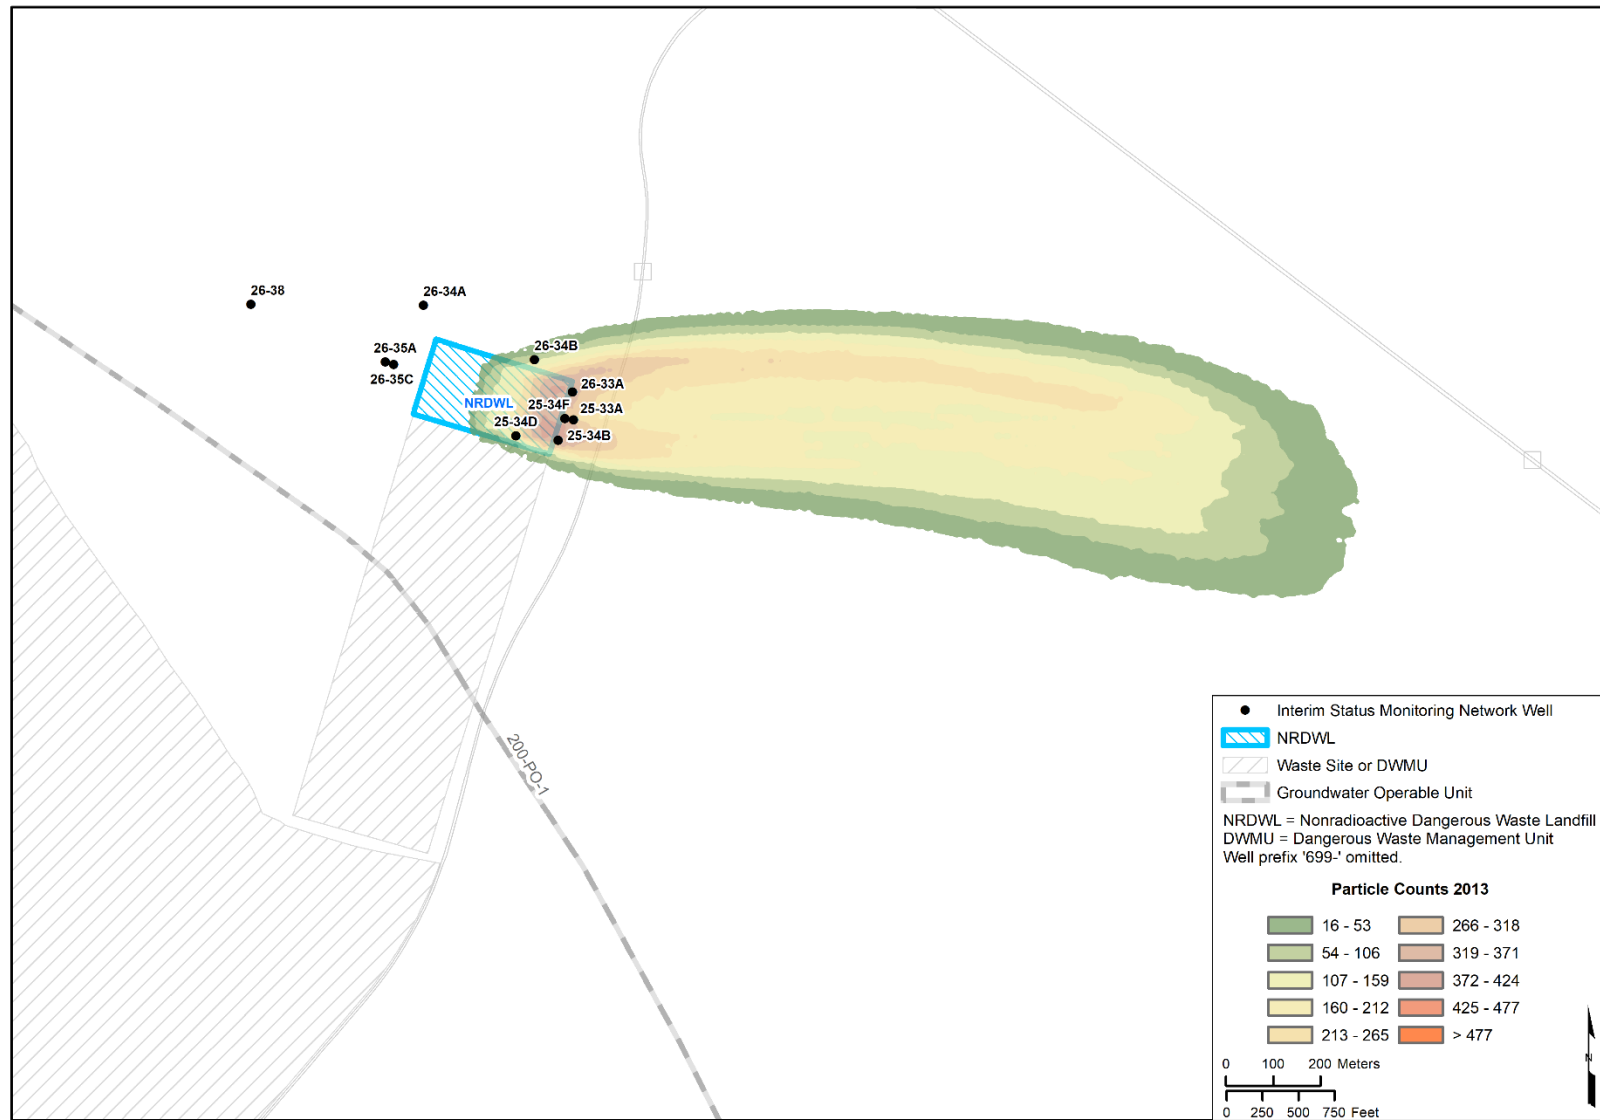 26-38
26-34A
26-35A
26-35C
26-34B
NRDWL
26-33A
25-34F
25-33A
25-34D
25-34B
200-PO-1
Interim Status Monitoring Network Well
NRDWL
Waste Site or DWMU
Groundwater Operable Unit
NRDWL = Nonradioactive Dangerous Waste Landfill
DWMU = Dangerous Waste Management Unit
Well prefix '699-' omitted.
Particle Counts 2013
16 - 53
266 - 318
54 - 106
319 - 371
107 - 159
372 - 424
160 - 212
425 - 477
213 - 265
> 477
0 100 200 Meters
0 250 500 750 Feet
N